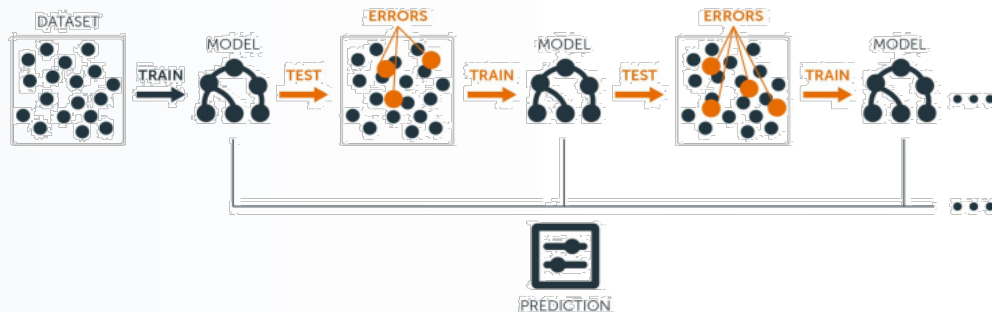 DATASET
ERRORS
ERRORS
MODEL
MODEL
MODEL
TRAIN
TEST
TRAIN
TEST
TRAIN
PREDICTION